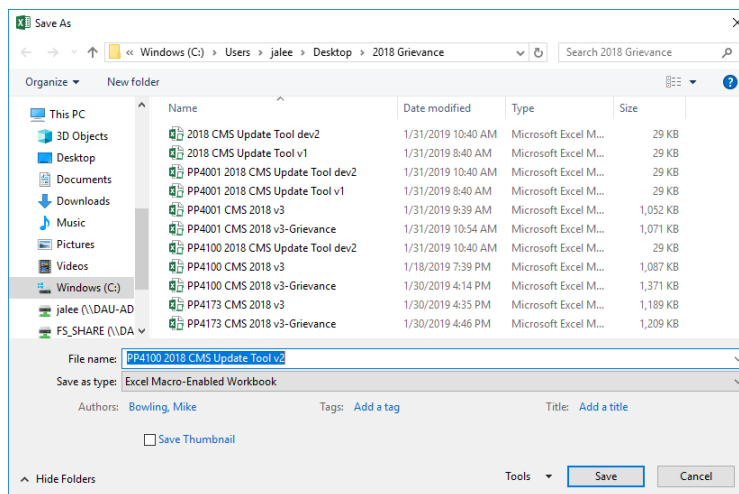 Save As
« Windows (C:) › Users › jalee › Desktop › 2018 Grievance
Search 2018 Grievance
Organize
New folder
This PC
3D Objects
Desktop
Documents
Downloads
Music
Pictures
Videos
Windows (C:)
jalee (\\DAU-AD
FS_SHARE (\\DA
Name Date modified Type Size
2018 CMS Update Tool dev2 1/31/2019 10:40 AM Microsoft Excel M... 29 KB
2018 CMS Update Tool v1 1/31/2019 8:40 AM Microsoft Excel M... 29 KB
PP4001 2018 CMS Update Tool dev2 1/31/2019 10:40 AM Microsoft Excel M... 29 KB
PP4001 2018 CMS Update Tool v1 1/31/2019 8:40 AM Microsoft Excel M... 29 KB
PP4001 CMS 2018 v3 1/31/2019 9:39 AM Microsoft Excel M... 1,052 KB
PP4001 CMS 2018 v3-Grievance 1/31/2019 10:54 AM Microsoft Excel M... 1,071 KB
PP4100 2018 CMS Update Tool dev2 1/31/2019 10:40 AM Microsoft Excel M... 29 KB
PP4100 CMS 2018 v3 1/18/2019 7:39 PM Microsoft Excel M... 1,087 KB
PP4100 CMS 2018 v3-Grievance 1/30/2019 4:14 PM Microsoft Excel M... 1,371 KB
PP4173 CMS 2018 v3 1/30/2019 4:35 PM Microsoft Excel M... 1,189 KB
PP4173 CMS 2018 v3-Grievance 1/30/2019 4:46 PM Microsoft Excel M... 1,209 KB
File name: PP4100 2018 CMS Update Tool v2
Save as type: Excel Macro-Enabled Workbook
Authors: Bowling, Mike Tags: Add a tag Title: Add a title
Save Thumbnail
Hide Folders
Tools
Save
Cancel